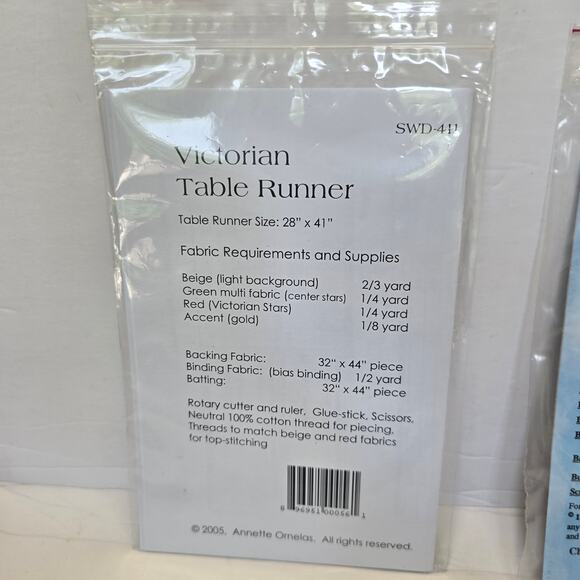 SWD-411
Victorian
Table Runner
Table Runner Size: 28" x 41"
Fabric Requirements and Supplies
Beige (light background) 2/3 yard
Green multi fabric (center stars) 1/4 yard
Red (Victorian Stars) 1/4 yard
Accent (gold) 1/8 yard
Backing Fabric: 32" x 44" piece
Binding Fabric: (bias binding) 1/2 yard
Batting: 32" x 44" piece
Rotary cutter and ruler, Glue-stick, Scissors,
Neutral 100% cotton thread for piecing,
Threads to match beige and red fabrics
for top-stitching
8 96951 00056 1
© 2005, Annette Ornelas. All rights reserved.